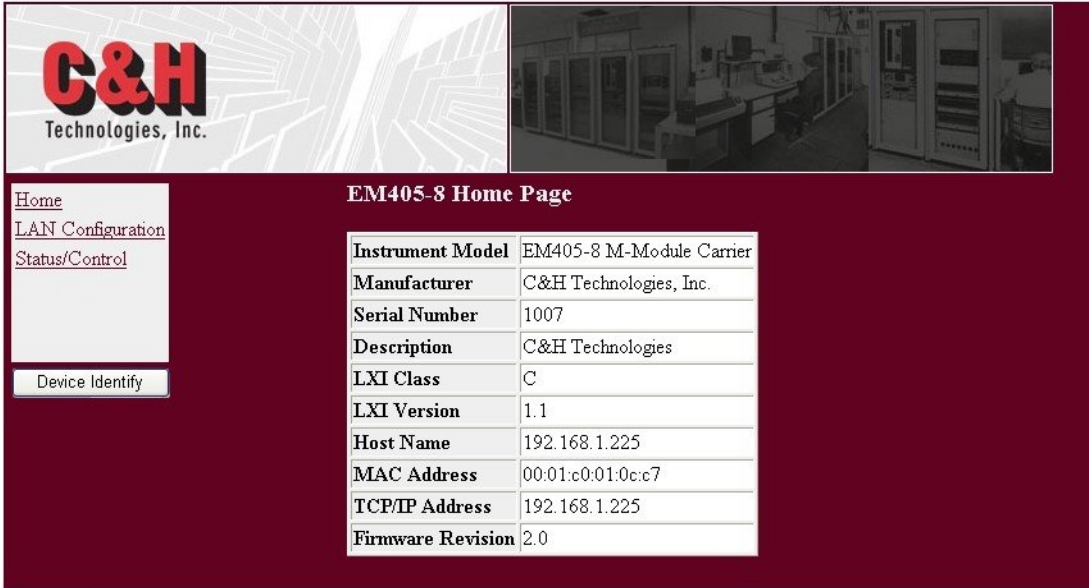 C&H
Technologies, Inc.
Home
LAN Configuration
Status/Control
Device Identify
EM405-8 Home Page
Instrument Model EM405-8 M-Module Carrier
Manufacturer C&H Technologies, Inc.
Serial Number 1007
Description C&H Technologies
LXI Class C
LXI Version 1.1
Host Name 192.168.1.225
MAC Address 00:01:c0:01:0c:c7
TCP/IP Address 192.168.1.225
Firmware Revision 2.0